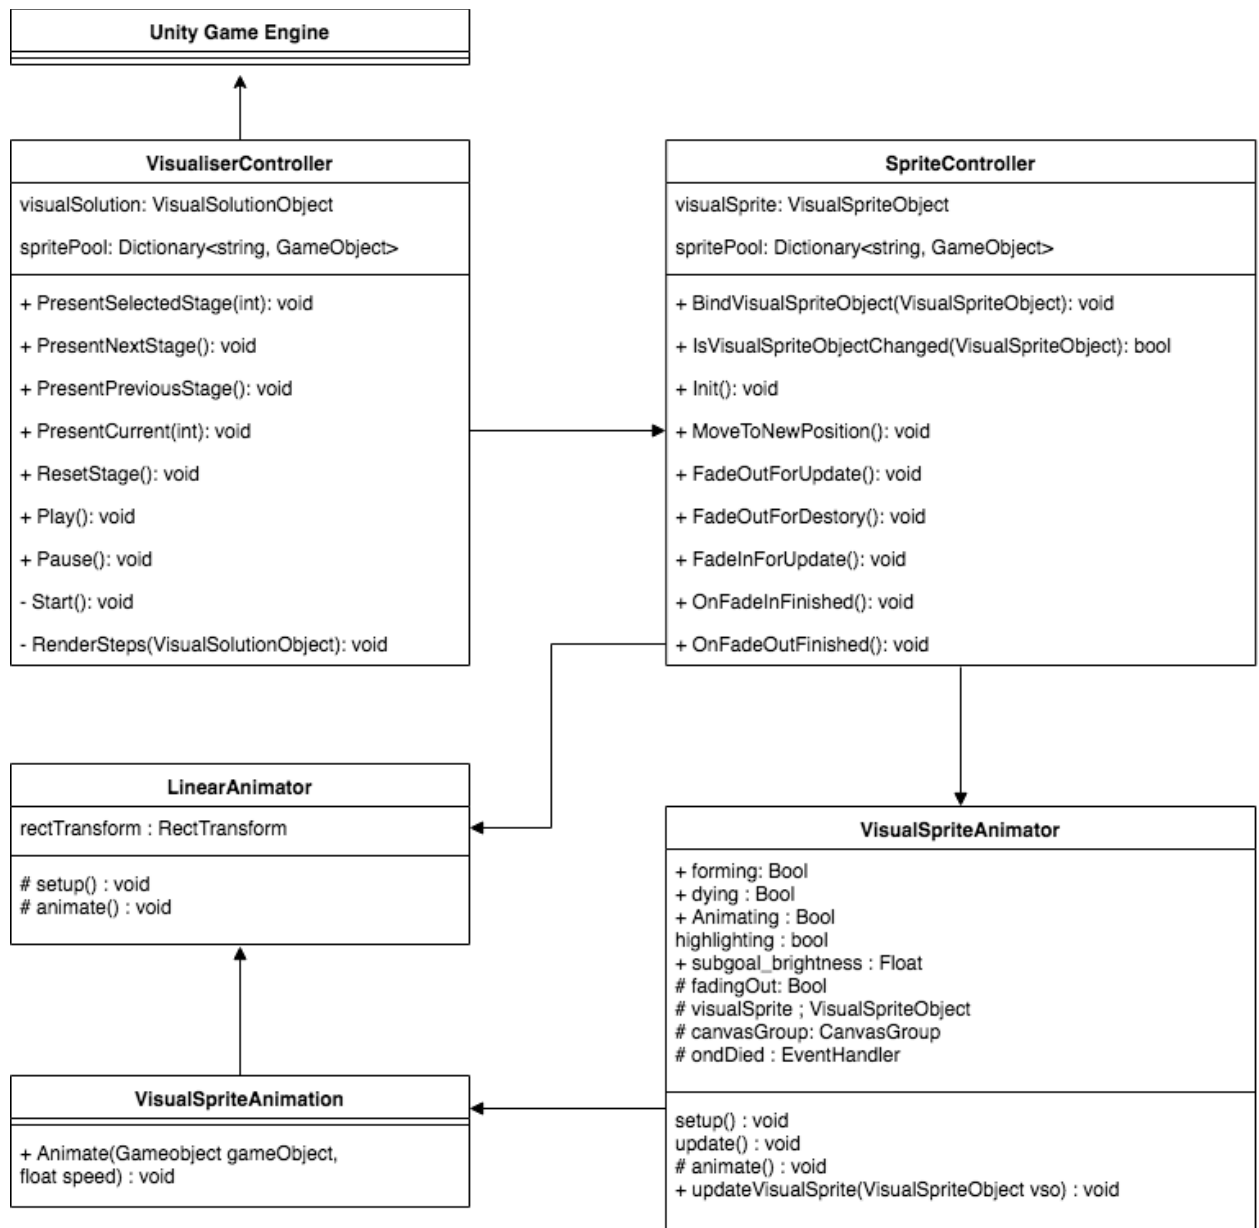 Unity Game Engine
VisualiserController
visualSolution: VisualSolutionObject
spritePool: Dictionary<string, GameObject>
+ PresentSelectedStage(int): void
+ PresentNextStage(): void
+ PresentPreviousStage(): void
+ PresentCurrent(int): void
+ ResetStage(): void
+ Play(): void
+ Pause(): void
- Start(): void
- RenderSteps(VisualSolutionObject): void
SpriteController
visualSprite: VisualSpriteObject
spritePool: Dictionary<string, GameObject>
+ BindVisualSpriteObject(VisualSpriteObject): void
+ IsVisualSpriteObjectChanged(VisualSpriteObject): bool
+ Init(): void
+ MoveToNewPosition(): void
+ FadeOutForUpdate(): void
+ FadeOutForDestory(): void
+ FadeInForUpdate(): void
+ OnFadeInFinished(): void
+ OnFadeOutFinished(): void
LinearAnimator
rectTransform : RectTransform
# setup() : void
# animate() : void
VisualSpriteAnimator
+ forming: Bool
+ dying : Bool
+ Animating : Bool
highlighting : bool
+ subgoal_brightness : Float
# fadingOut: Bool
# visualSprite ; VisualSpriteObject
# canvasGroup: CanvasGroup
# ondDied : EventHandler
setup() : void
update() : void
# animate() : void
+ updateVisualSprite(VisualSpriteObject vso) : void
VisualSpriteAnimation
+ Animate(Gameobject gameObject,
float speed) : void